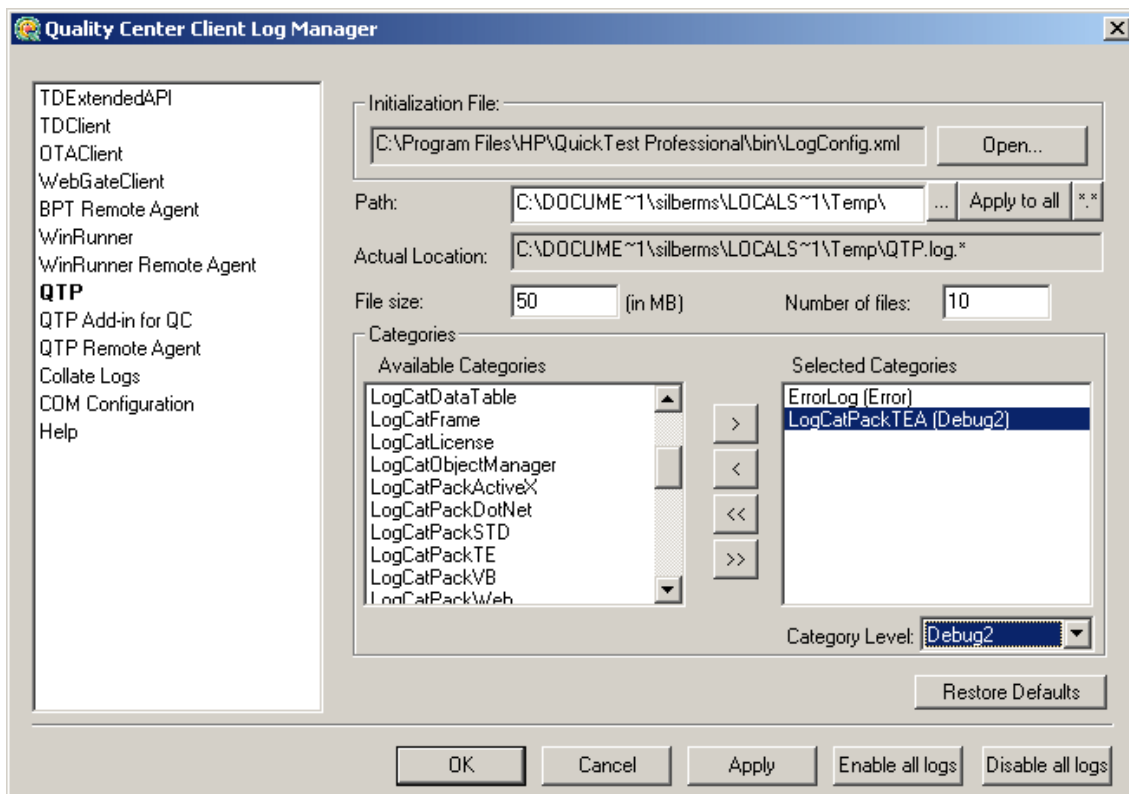 Quality Center Client Log Manager
TDExtendedAPI
TDClient
OTAClient
WebGateClient
BPT Remote Agent
WinRunner
WinRunner Remote Agent
QTP
QTP Add-in for QC
QTP Remote Agent
Collate Logs
COM Configuration
Help
Initialization File:
C:\Program Files\HP\QuickTest Professional\bin\LogConfig.xml
Open...
Path:
C:\DOCUME~1\silberms\LOCALS~1\Temp\
...
Apply to all
*.*
Actual Location:
C:\DOCUME~1\silberms\LOCALS~1\Temp\QTP.log.*
File size:
50
(in MB)
Number of files:
10
Categories
Available Categories
LogCatDataTable
LogCatFrame
LogCatLicense
LogCatObjectManager
LogCatPackActiveX
LogCatPackDotNet
LogCatPackSTD
LogCatPackTE
LogCatPackVB
LogCatPackWeb
>
<
<<
>>
Selected Categories
ErrorLog (Error)
LogCatPackTEA (Debug2)
Category Level:
Debug2
Restore Defaults
OK
Cancel
Apply
Enable all logs
Disable all logs